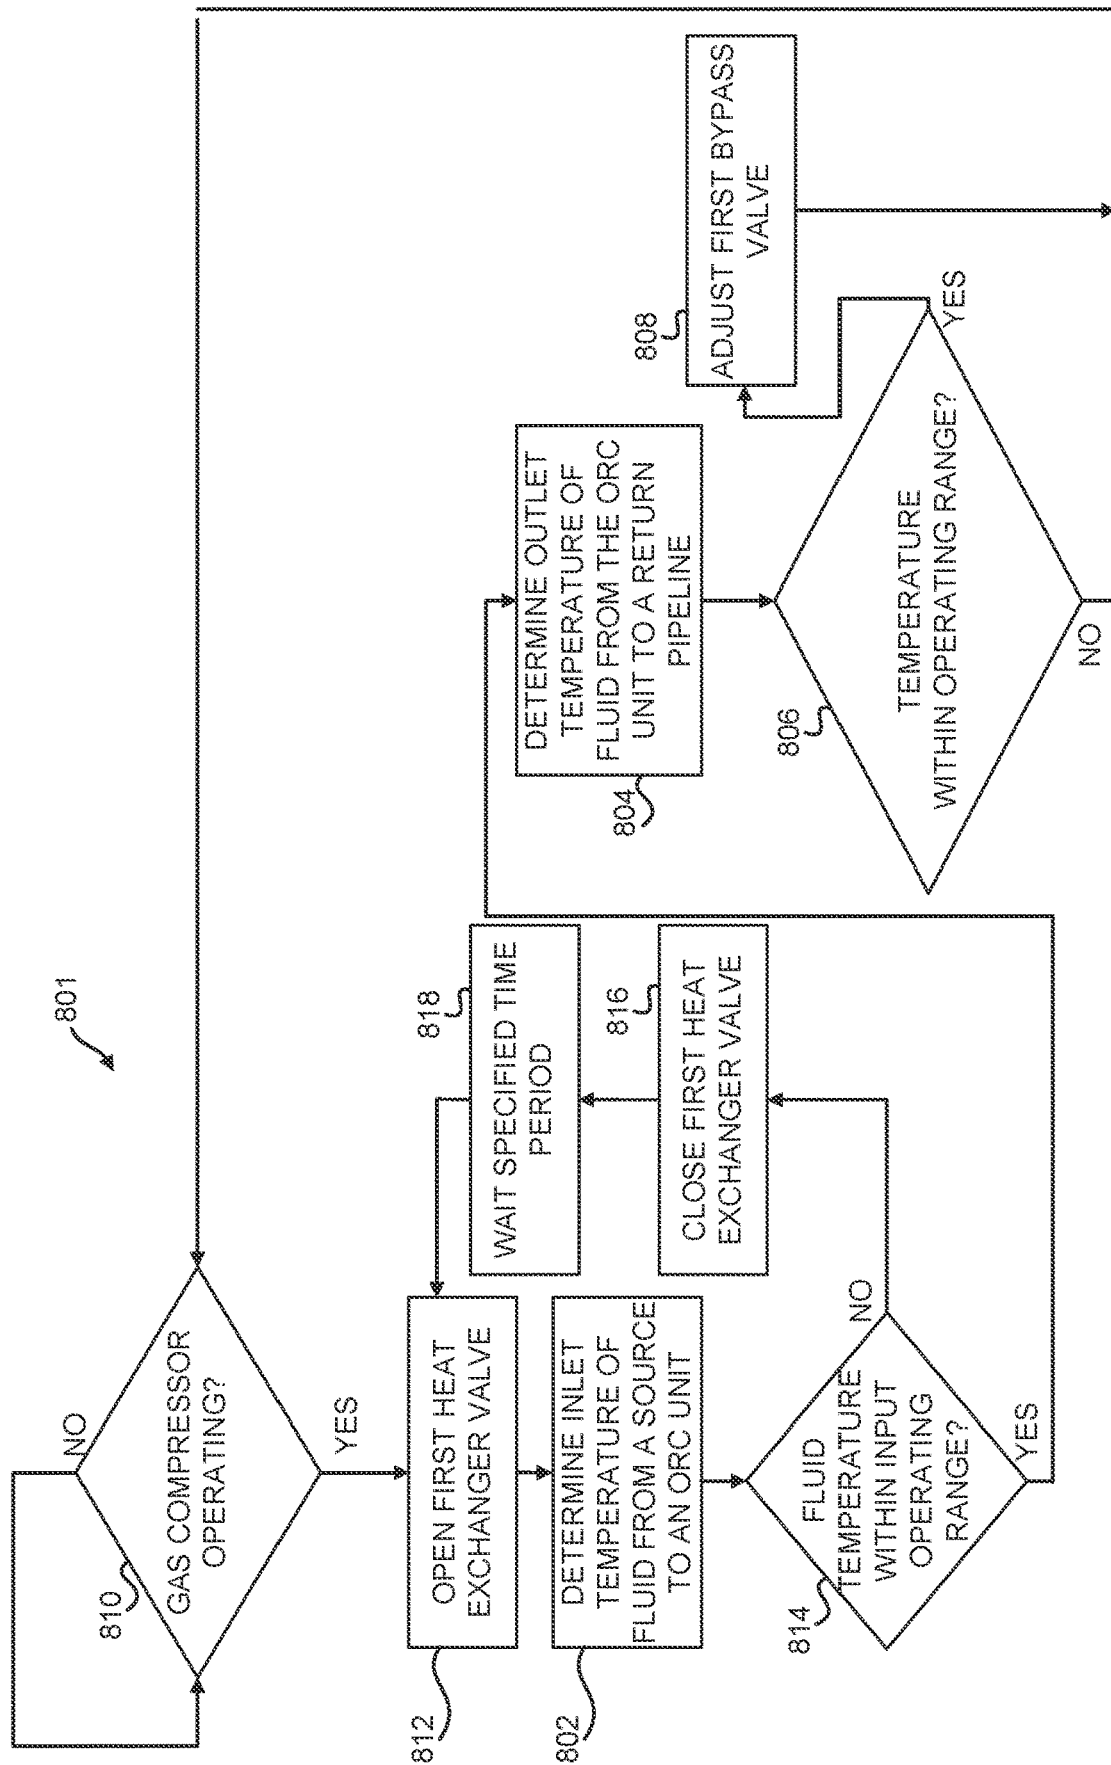 801
NO
GAS COMPRESSOR
OPERATING?
810
YES
OPEN FIRST HEAT
EXCHANGER VALVE
812
DETERMINE INLET
TEMPERATURE OF
FLUID FROM A SOURCE
TO AN ORC UNIT
802
FLUID
TEMPERATURE
WITHIN INPUT
OPERATING
RANGE?
814
NO
YES
CLOSE FIRST HEAT
EXCHANGER VALVE
816
WAIT SPECIFIED TIME
PERIOD
818
DETERMINE OUTLET
TEMPERATURE OF
FLUID FROM THE ORC
UNIT TO A RETURN
PIPELINE
804
TEMPERATURE
WITHIN OPERATING RANGE?
806
YES
NO
ADJUST FIRST BYPASS
VALVE
808